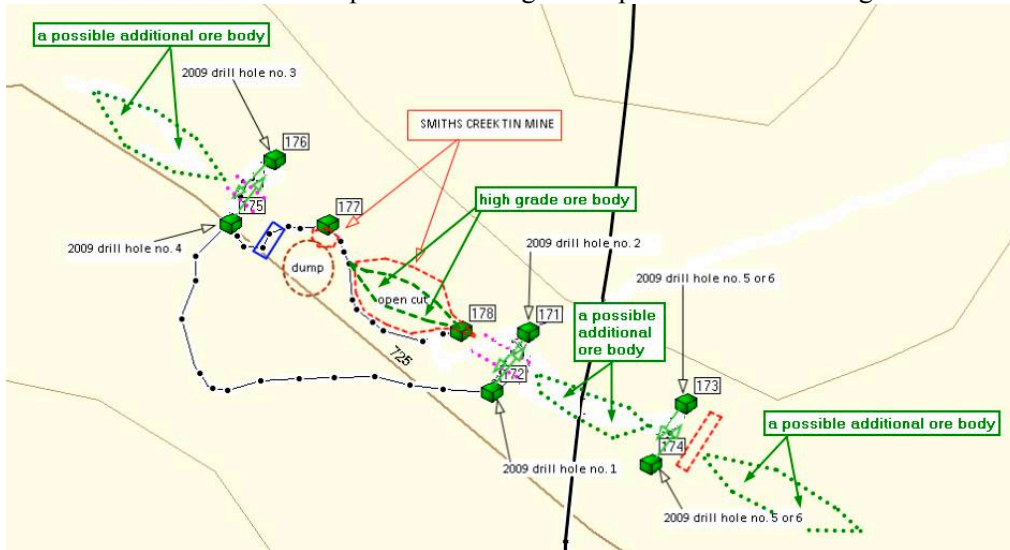 a possible additional ore body
2009 drill hole no. 3
SMITHS CREEK TIN MINE
176
high grade ore body
175
177
2009 drill hole no. 4
2009 drill hole no. 2
dump
2009 drill hole no. 5 or 6
open cut
178
171
a possible
additional
ore body
725
172
173
a possible additional ore body
174
2009 drill hole no. 1
2009 drill hole no. 5 or 6